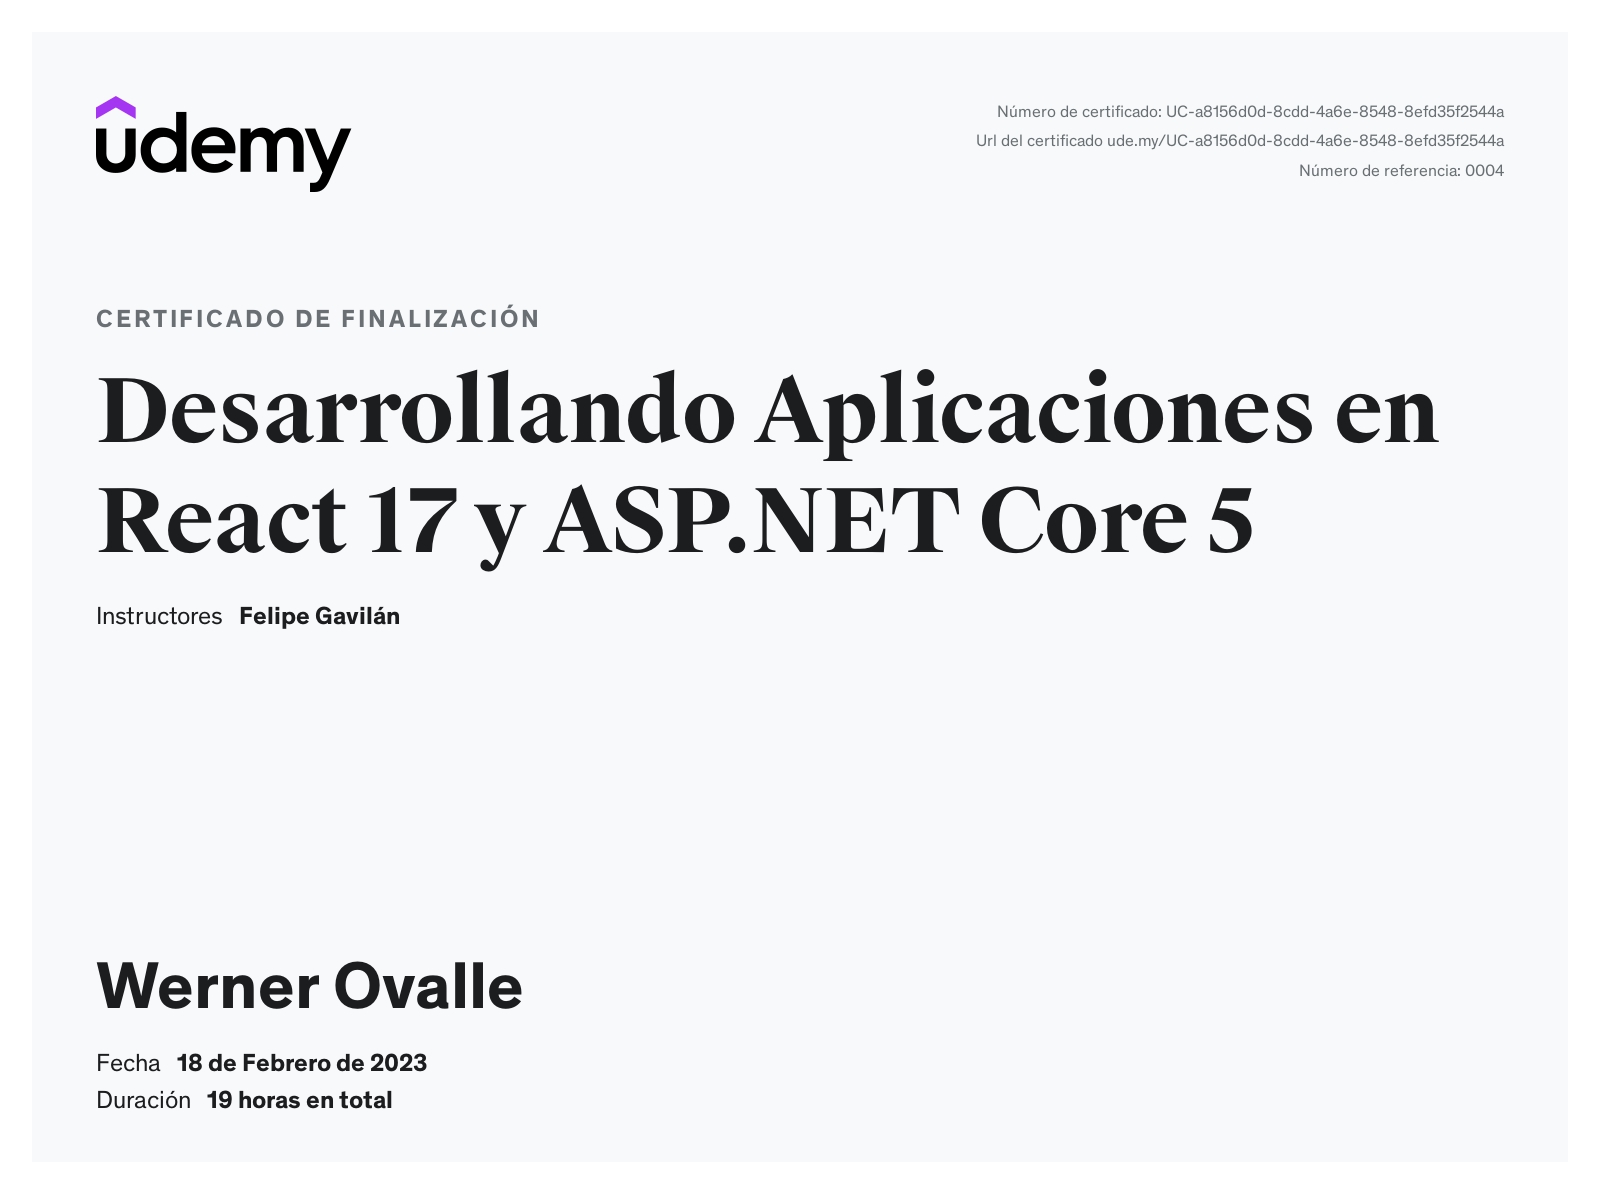 udemy
Número de certificado: UC-a8156d0d-8cdd-4a6e-8548-8efd35f2544a
Url del certificado ude.my/UC-a8156d0d-8cdd-4a6e-8548-8efd35f2544a
Número de referencia: 0004
CERTIFICADO DE FINALIZACIÓN
Desarrollando Aplicaciones en
React 17 y ASP.NET Core 5
Instructores Felipe Gavilán
Werner Ovalle
Fecha 18 de Febrero de 2023
Duración 19 horas en total